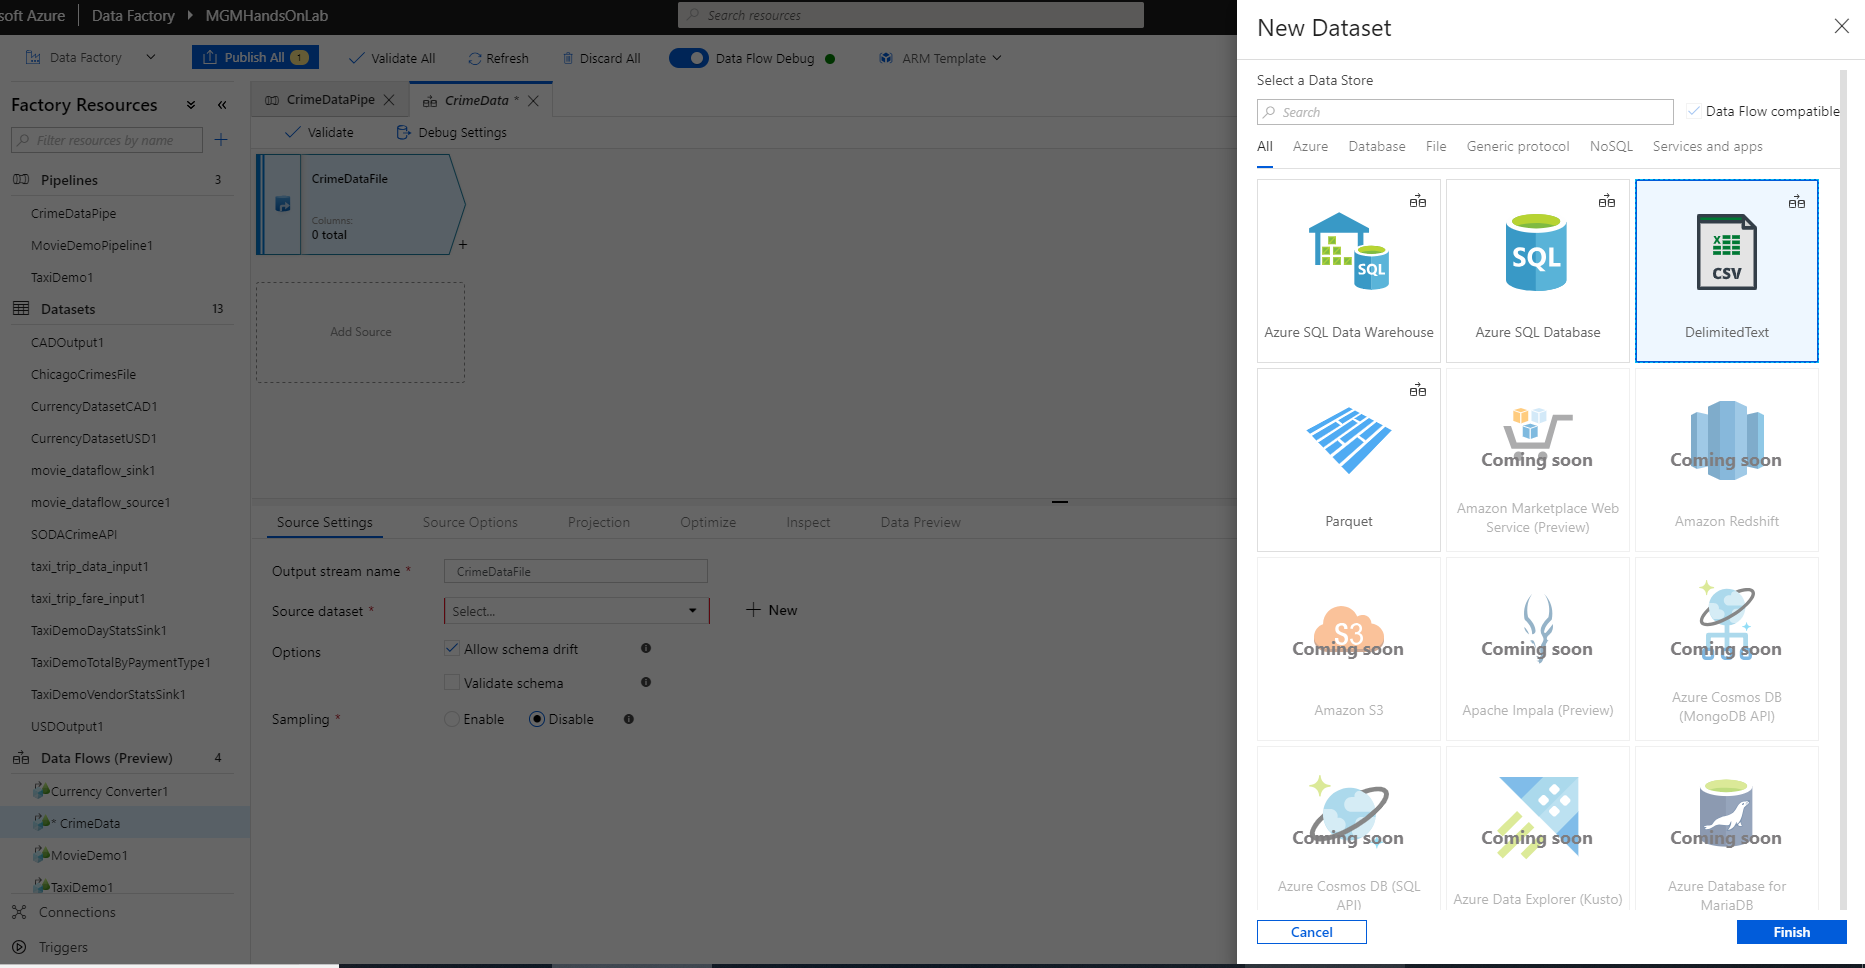 soft Azure
Data Factory
MGMHandsOnLab
Search resources
Data Factory
Publish All 1
Validate All
Refresh
Discard All
Data Flow Debug
ARM Template
Factory Resources
Filter resources by name
Pipelines 3
CrimeDataPipe
MovieDemoPipeline1
TaxiDemo1
Datasets 13
CADOutput1
ChicagoCrimesFile
CurrencyDatasetCAD1
CurrencyDatasetUSD1
movie_dataflow_sink1
movie_dataflow_source1
SODACrimeAPI
taxi_trip_data_input1
taxi_trip_fare_input1
TaxiDemoDayStatsSink1
TaxiDemoTotalByPaymentType1
TaxiDemoVendorStatsSink1
USDOutput1
Data Flows (Preview) 4
Currency Converter1
* CrimeData
MovieDemo1
TaxiDemo1
Connections
Triggers
CrimeDataPipe
CrimeData *
Validate
Debug Settings
CrimeDataFile
Columns:
0 total
+
Add Source
Source Settings
Source Options
Projection
Optimize
Inspect
Data Preview
Output stream name *
CrimeDataFile
Source dataset *
Select...
New
Options
Allow schema drift
Validate schema
Sampling *
Enable
Disable
New Dataset
Select a Data Store
Search
Data Flow compatible
All
Azure
Database
File
Generic protocol
NoSQL
Services and apps
SQL
Azure SQL Data Warehouse
SQL
Azure SQL Database
X
CSV
DelimitedText
Parquet
Coming soon
Amazon Marketplace Web
Service (Preview)
Coming soon
Amazon Redshift
S3
Coming soon
Amazon S3
Coming soon
Apache Impala (Preview)
Coming soon
Azure Cosmos DB
(MongoDB API)
Coming soon
Azure Cosmos DB (SQL
API)
Coming soon
Azure Data Explorer (Kusto)
Coming soon
Azure Database for
MariaDB
Cancel
Finish